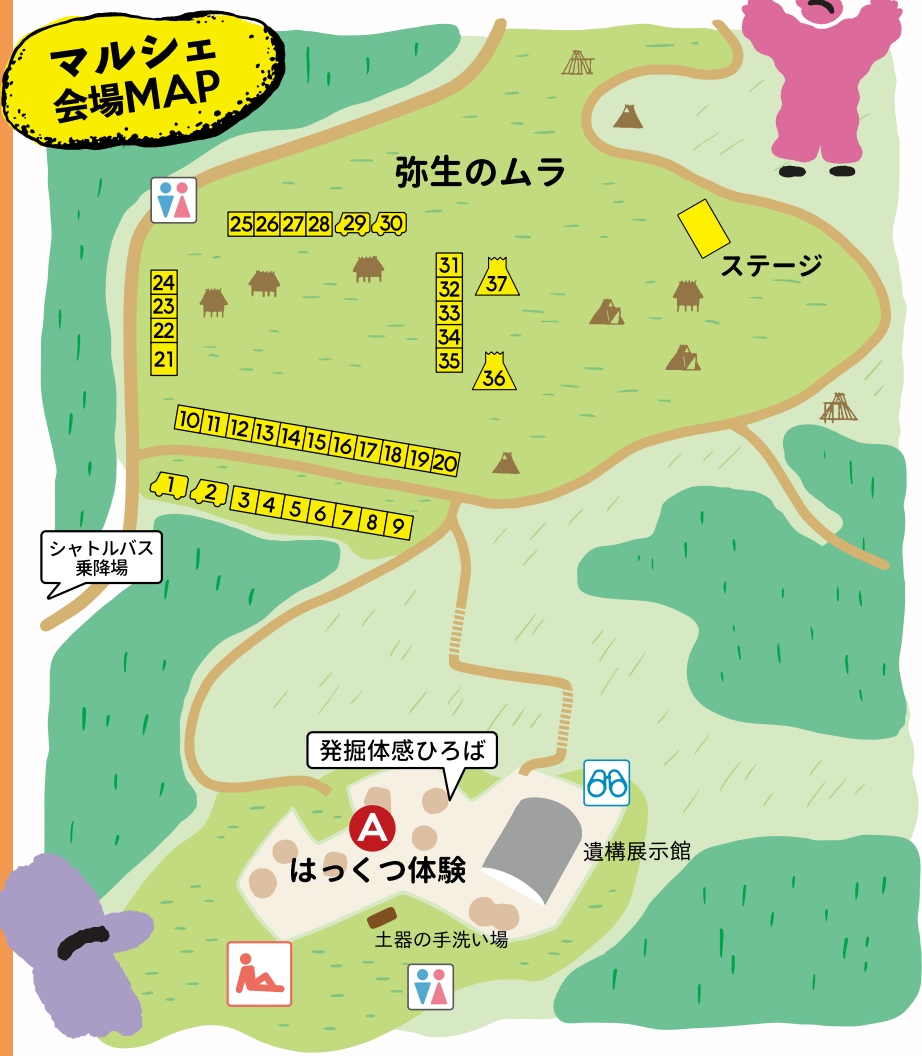 マルシェ
会場MAP
弥生のムラ
25 26 27 28 29 30
ステージ
31
32
33
34
35
37
36
24
23
22
21
10 11 12 13 14 15 16 17 18 19 20
1 2 3 4 5 6 7 8 9
シャトルバス
乗降場
発掘体感ひろば
A
はっくつ体験
遺構展示館
土器の手洗い場